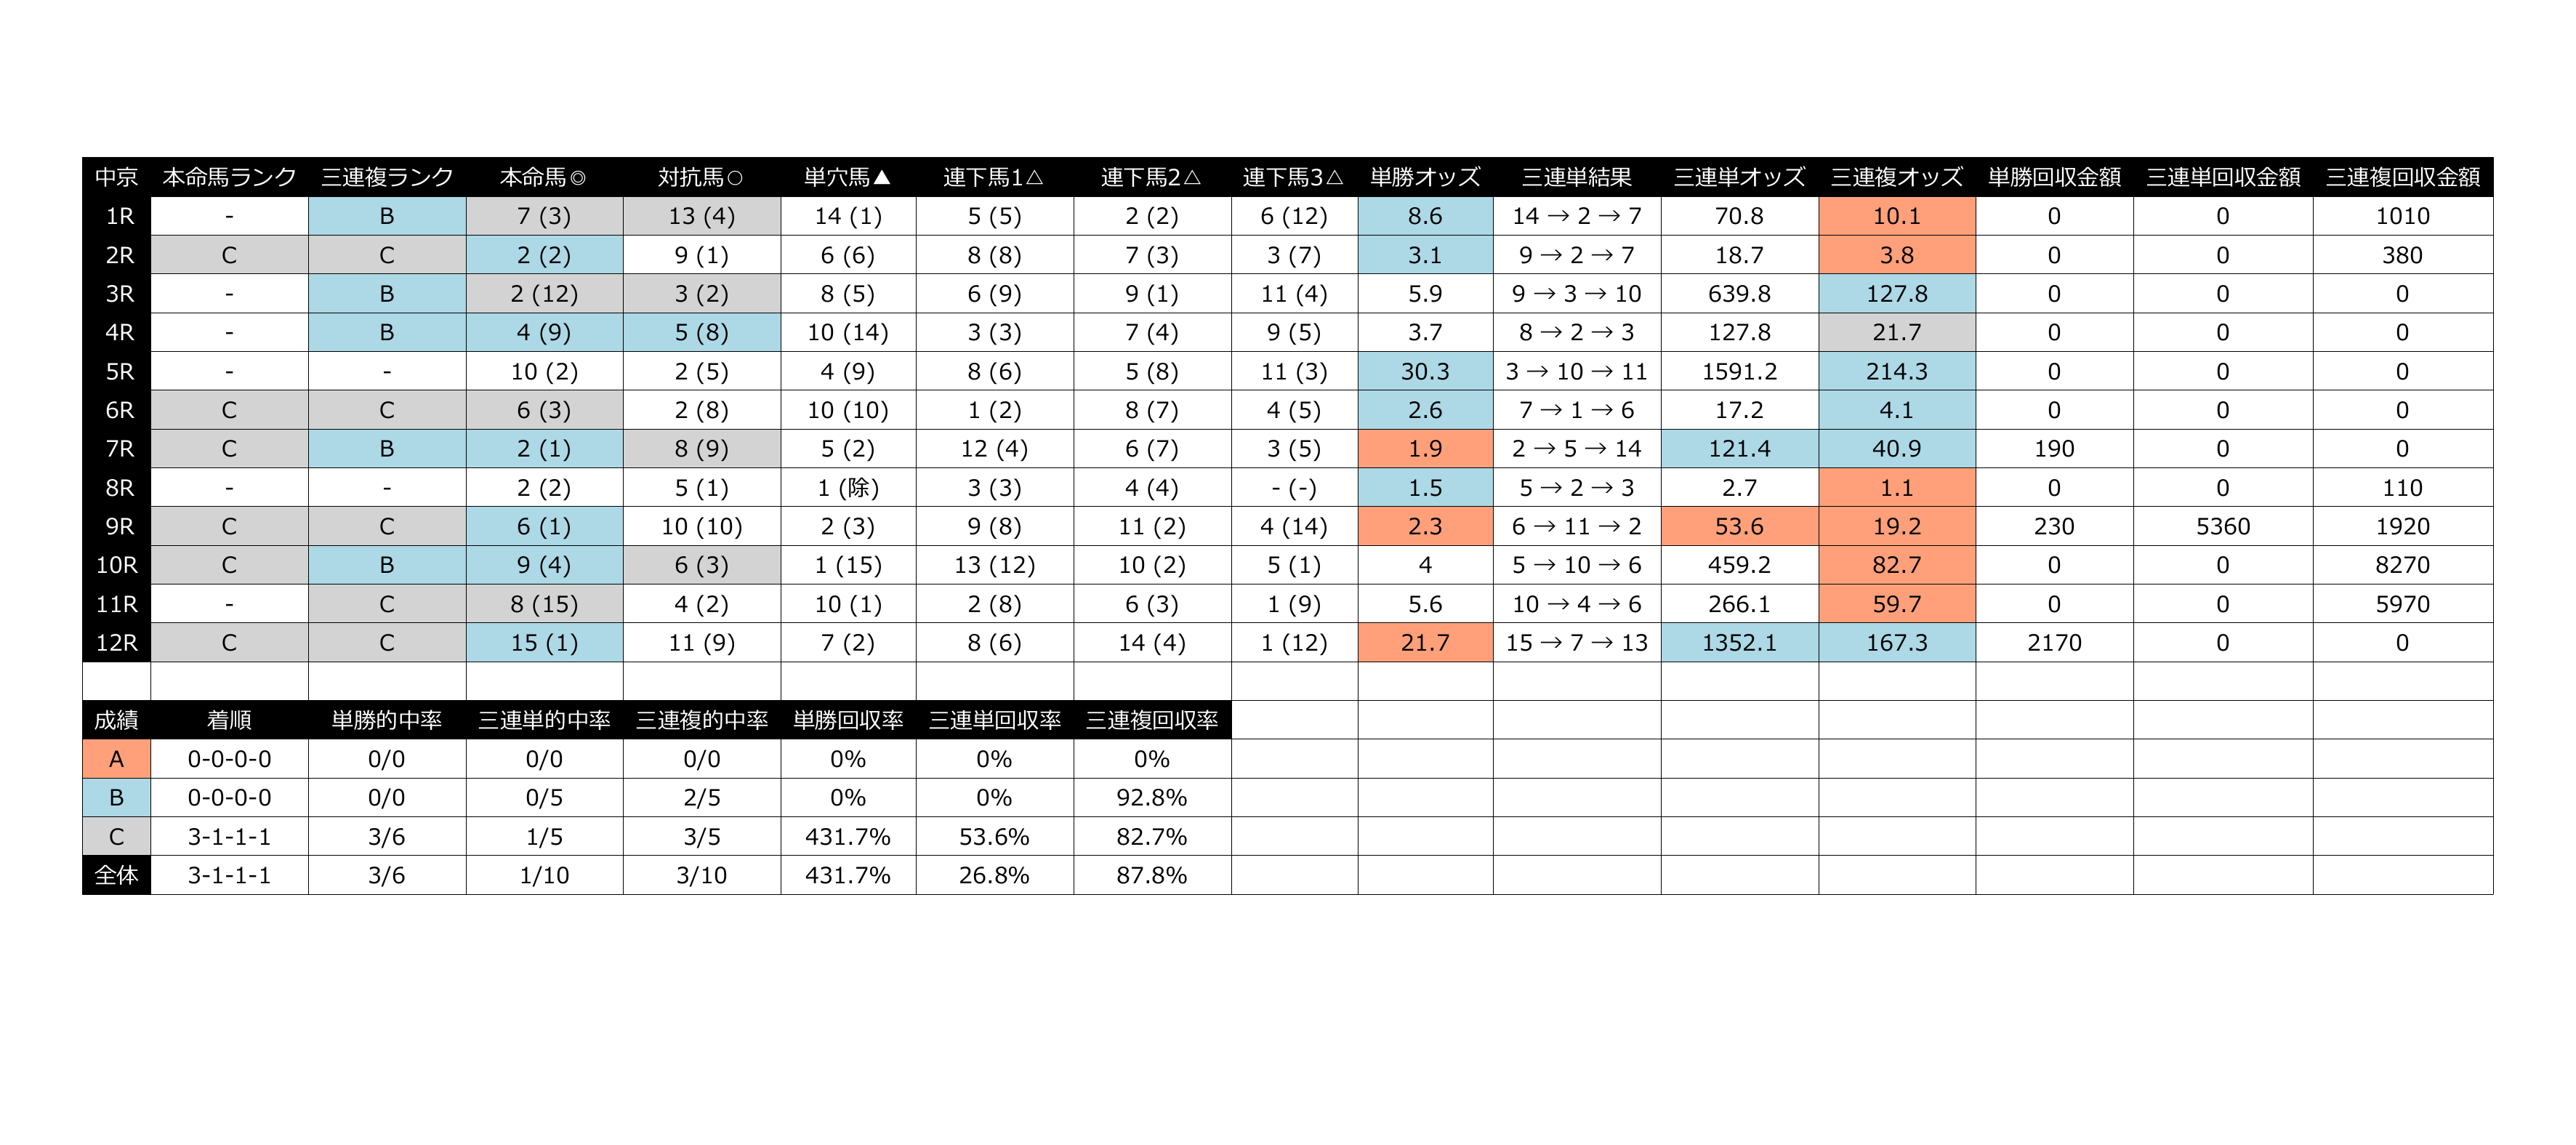 中京 本命馬ランク 三連複ランク 本命馬◎ 対抗馬○ 単穴馬▲ 連下馬1△ 連下馬2△ 連下馬3△ 単勝オッズ 三連単結果 三連単オッズ 三連複オッズ 単勝回収金額 三連単回収金額 三連複回収金額
1R - B 7 (3) 13 (4) 14 (1) 5 (5) 2 (2) 6 (12) 8.6 14 → 2 → 7 70.8 10.1 0 0 1010
2R C C 2 (2) 9 (1) 6 (6) 8 (8) 7 (3) 3 (7) 3.1 9 → 2 → 7 18.7 3.8 0 0 380
3R - B 2 (12) 3 (2) 8 (5) 6 (9) 9 (1) 11 (4) 5.9 9 → 3 → 10 639.8 127.8 0 0 0
4R - B 4 (9) 5 (8) 10 (14) 3 (3) 7 (4) 9 (5) 3.7 8 → 2 → 3 127.8 21.7 0 0 0
5R - - 10 (2) 2 (5) 4 (9) 8 (6) 5 (8) 11 (3) 30.3 3 → 10 → 11 1591.2 214.3 0 0 0
6R C C 6 (3) 2 (8) 10 (10) 1 (2) 8 (7) 4 (5) 2.6 7 → 1 → 6 17.2 4.1 0 0 0
7R C B 2 (1) 8 (9) 5 (2) 12 (4) 6 (7) 3 (5) 1.9 2 → 5 → 14 121.4 40.9 190 0 0
8R - - 2 (2) 5 (1) 1 (除) 3 (3) 4 (4) - (-) 1.5 5 → 2 → 3 2.7 1.1 0 0 110
9R C C 6 (1) 10 (10) 2 (3) 9 (8) 11 (2) 4 (14) 2.3 6 → 11 → 2 53.6 19.2 230 5360 1920
10R C B 9 (4) 6 (3) 1 (15) 13 (12) 10 (2) 5 (1) 4 5 → 10 → 6 459.2 82.7 0 0 8270
11R - C 8 (15) 4 (2) 10 (1) 2 (8) 6 (3) 1 (9) 5.6 10 → 4 → 6 266.1 59.7 0 0 5970
12R C C 15 (1) 11 (9) 7 (2) 8 (6) 14 (4) 1 (12) 21.7 15 → 7 → 13 1352.1 167.3 2170 0 0
成績 着順 単勝的中率 三連単的中率 三連複的中率 単勝回収率 三連単回収率 三連複回収率
A 0-0-0-0 0/0 0/0 0/0 0% 0% 0%
B 0-0-0-0 0/0 0/5 2/5 0% 0% 92.8%
C 3-1-1-1 3/6 1/5 3/5 431.7% 53.6% 82.7%
全体 3-1-1-1 3/6 1/10 3/10 431.7% 26.8% 87.8%